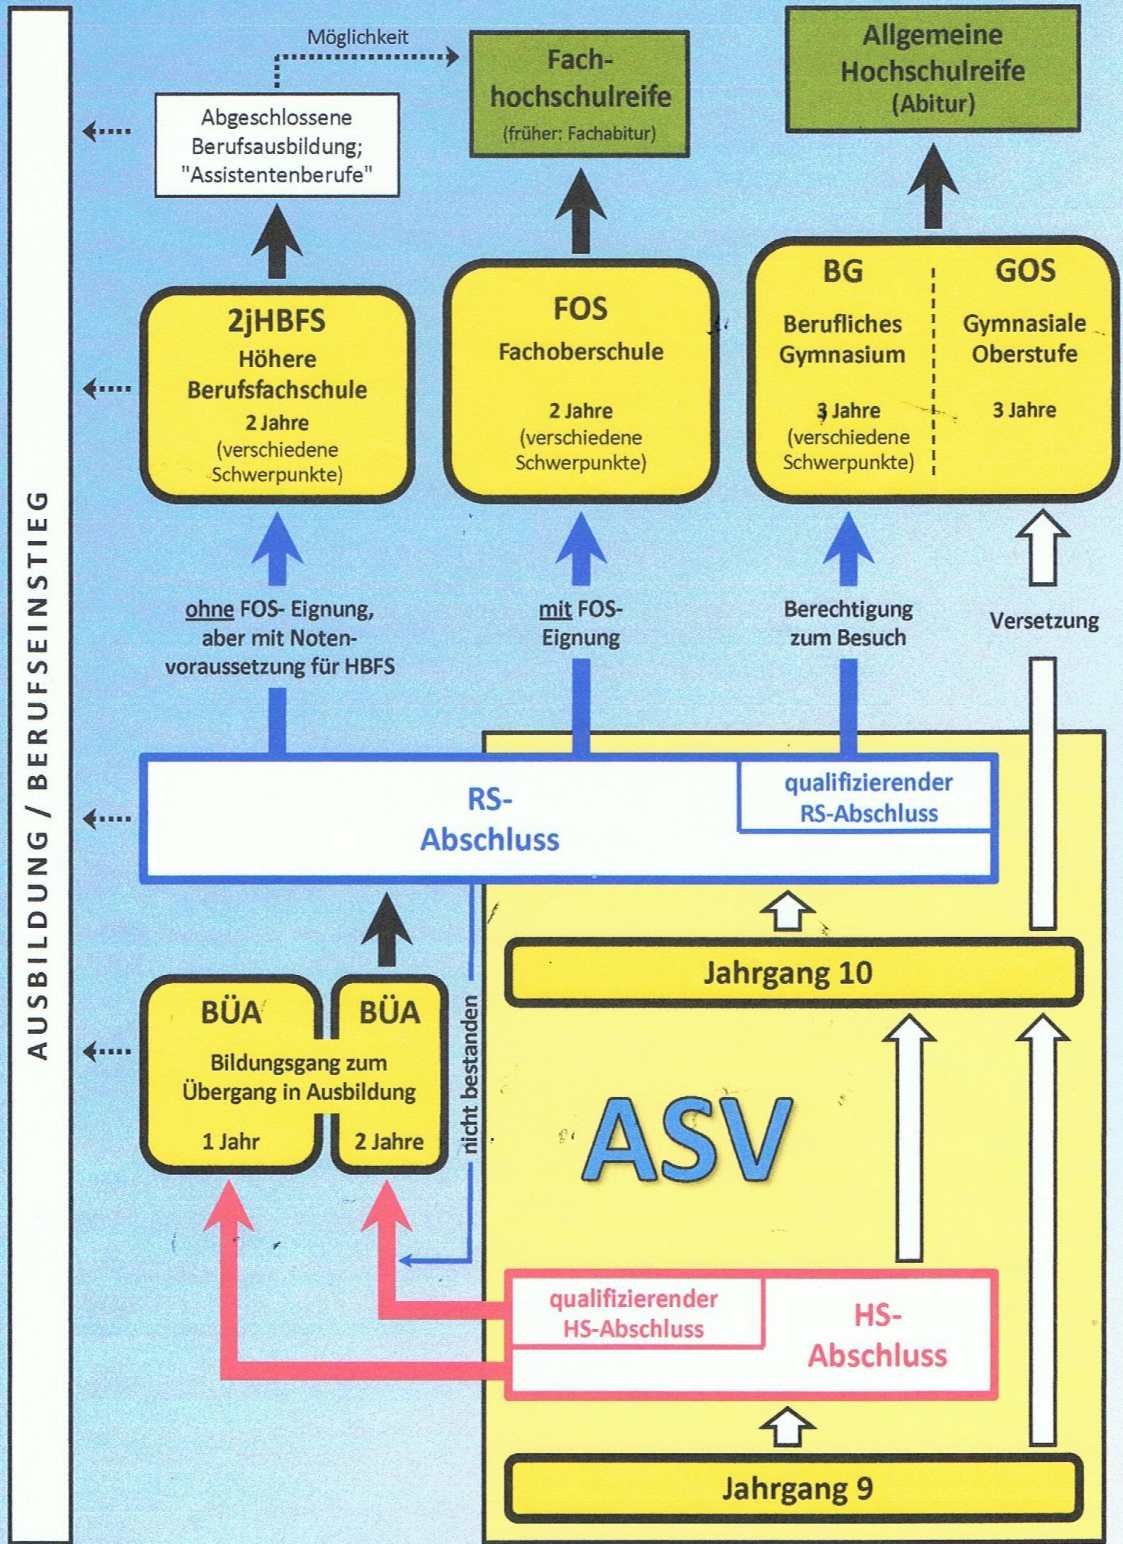 AUSBILDUNG / BERUFSEINSTIEG
Möglichkeit
Abgeschlossene
Berufsausbildung;
"Assistentenberufe"
Fach-
hochschulreife
(früher: Fachabitur)
Allgemeine
Hochschulreife
(Abitur)
2jHBFS
Höhere
Berufsfachschule
2 Jahre
(verschiedene
Schwerpunkte)
FOS
Fachoberschule
2 Jahre
(verschiedene
Schwerpunkte)
BG
Berufliches
Gymnasium
3 Jahre
(verschiedene
Schwerpunkte)
GOS
Gymnasiale
Oberstufe
3 Jahre
ohne FOS- Eignung,
aber mit Noten-
voraussetzung für HBFS
mit FOS-
Eignung
Berechtigung
zum Besuch
Versetzung
RS-
Abschluss
qualifizierender
RS-Abschluss
Jahrgang 10
BÜA
BÜA
Bildungsgang zum
Übergang in Ausbildung
1 Jahr
2 Jahre
nicht bestanden
ASV
qualifizierender
HS-Abschluss
HS-
Abschluss
Jahrgang 9